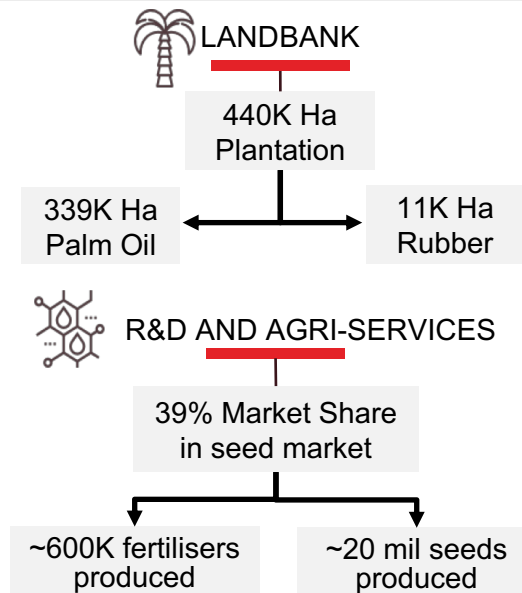 LANDBANK
440K Ha
Plantation
339K Ha
Palm Oil
11K Ha
Rubber
R&D AND AGRI-SERVICES
39% Market Share
in seed market
~600K fertilisers
produced
~20 mil seeds
produced